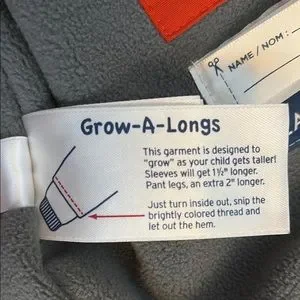 NAME / NOM :
Grow-A-Longs
This garment is designed to
"grow" as your child gets taller!
Sleeves will get 1½" longer.
Pant legs, an extra 2" longer.
Just turn inside out, snip the
brightly colored thread and
let out the hem.